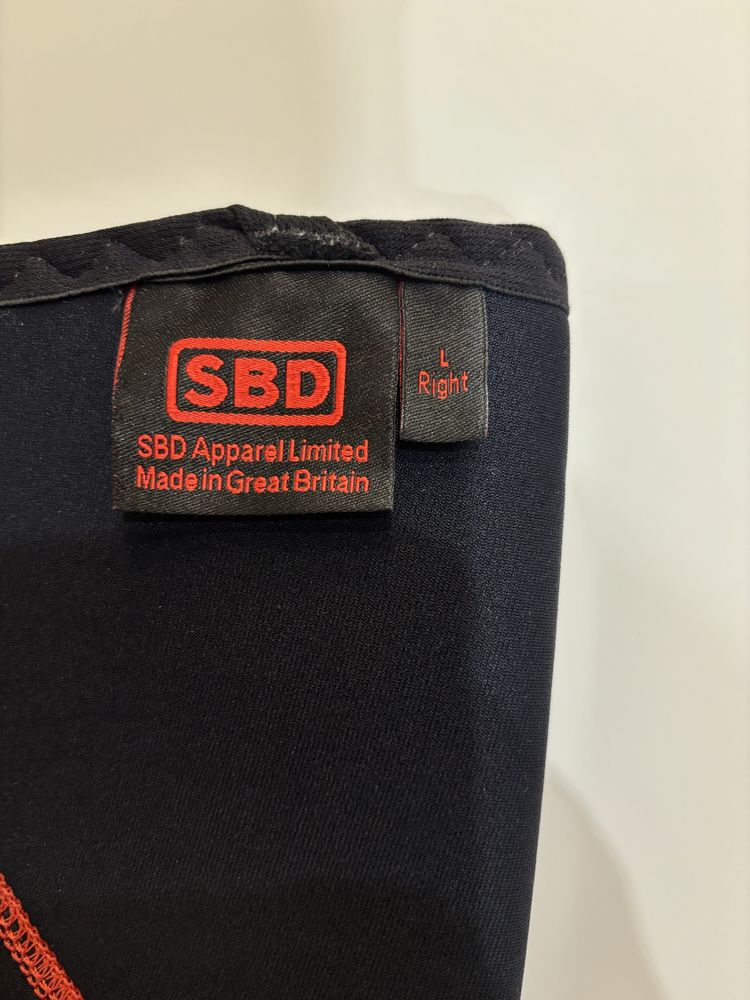 SBD
SBD Apparel Limited
Made in Great Britain
L
Right